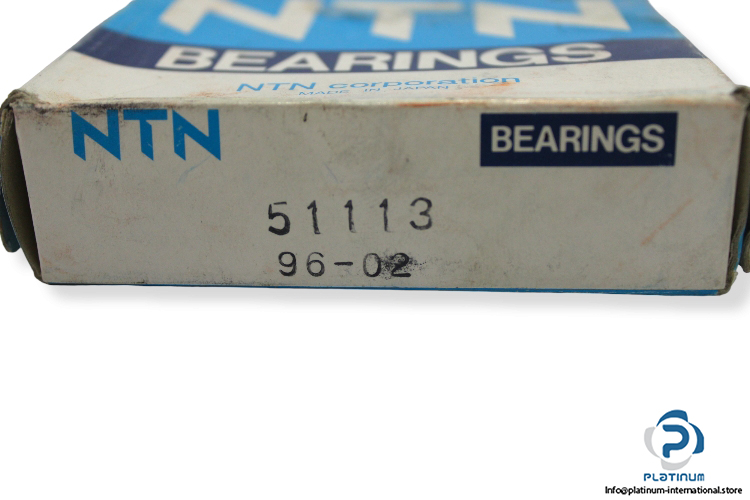 NTN
BEARINGS
NTN corporation
MADE IN JAPAN
NTN
BEARINGS
51113
96-02
PLATINUM
Info@platinum-international.store